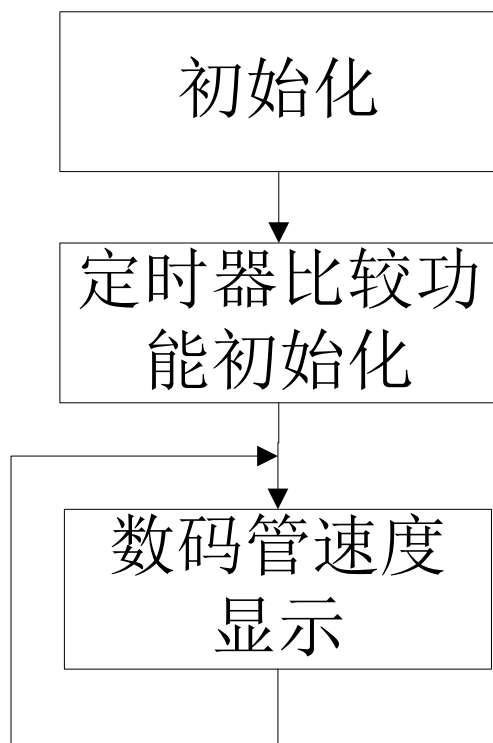 初始化
定时器比较功
能初始化
数码管速度
显示